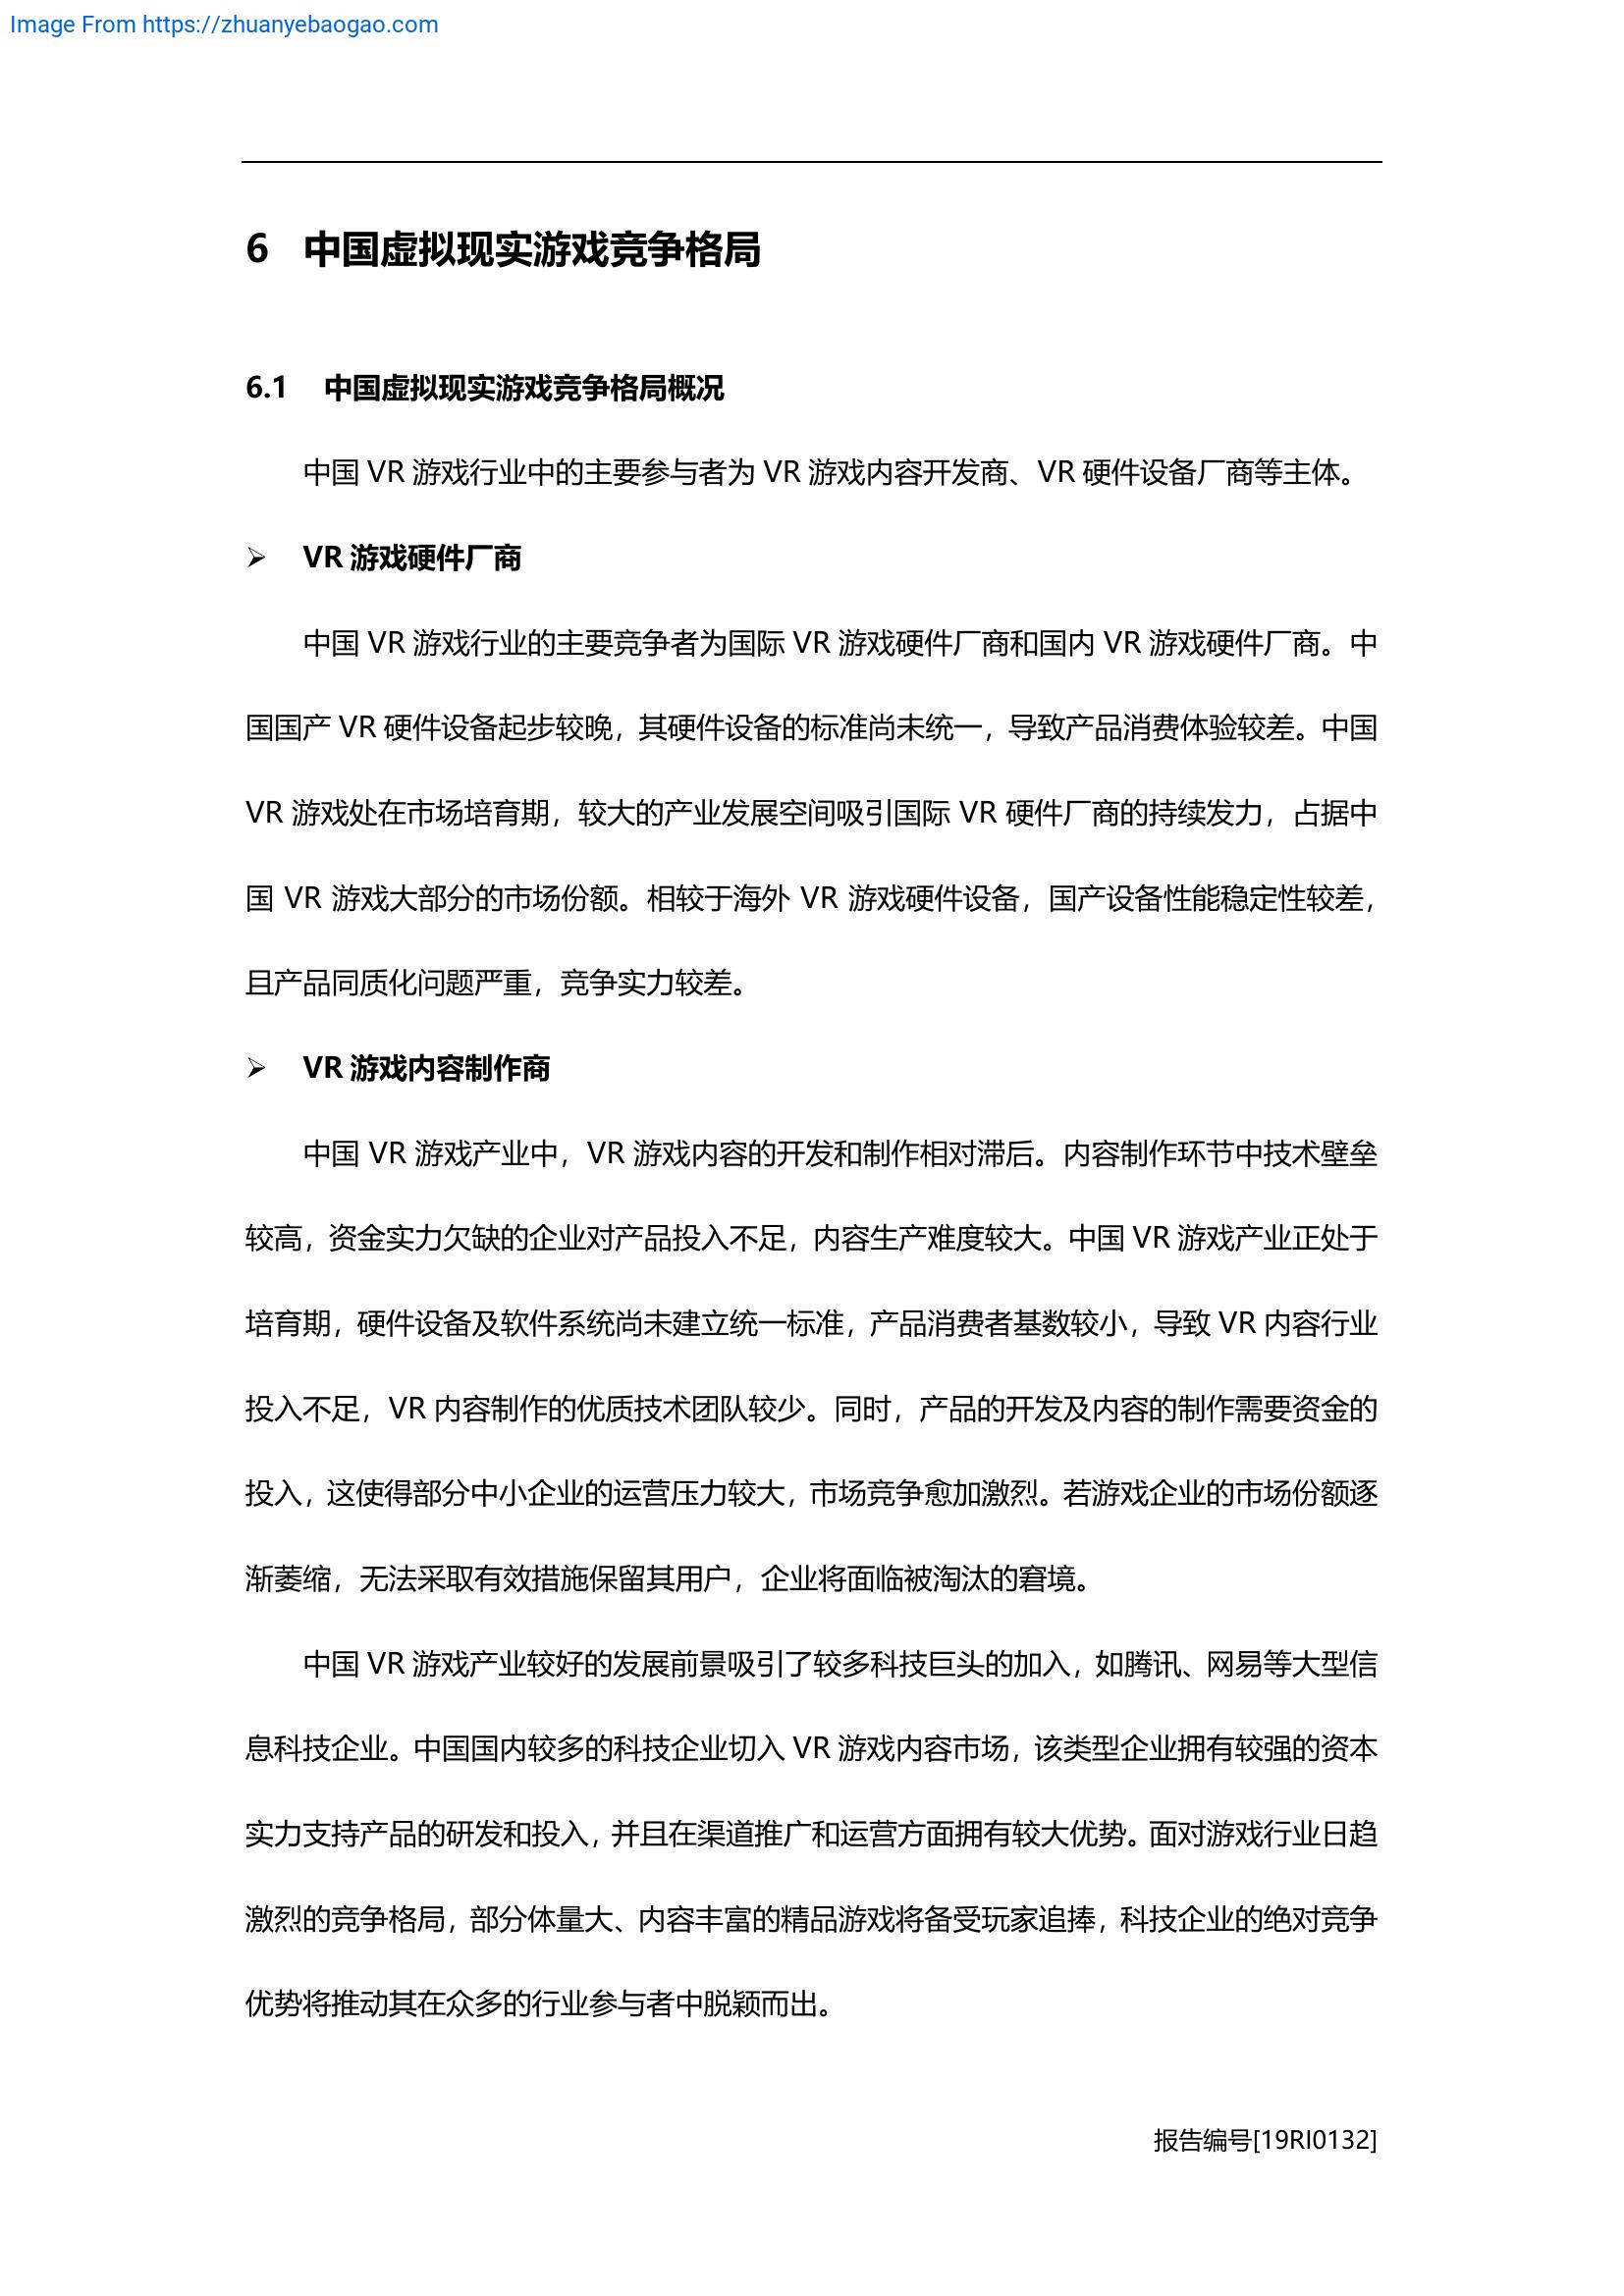 Image From https://zhuanyebaogao.com
6 中国虚拟现实游戏竞争格局
6.1 中国虚拟现实游戏竞争格局概况
中国 VR 游戏行业中的主要参与者为 VR 游戏内容开发商、VR 硬件设备厂商等主体。
➢ VR 游戏硬件厂商
中国 VR 游戏行业的主要竞争者为国际 VR 游戏硬件厂商和国内 VR 游戏硬件厂商。中
国国产 VR 硬件设备起步较晚，其硬件设备的标准尚未统一，导致产品消费体验较差。中国
VR 游戏处在市场培育期，较大的产业发展空间吸引国际 VR 硬件厂商的持续发力，占据中
国 VR 游戏大部分的市场份额。相较于海外 VR 游戏硬件设备，国产设备性能稳定性较差，
且产品同质化问题严重，竞争实力较差。
➢ VR 游戏内容制作商
中国 VR 游戏产业中，VR 游戏内容的开发和制作相对滞后。内容制作环节中技术壁垒
较高，资金实力欠缺的企业对产品投入不足，内容生产难度较大。中国 VR 游戏产业正处于
培育期，硬件设备及软件系统尚未建立统一标准，产品消费者基数较小，导致 VR 内容行业
投入不足，VR 内容制作的优质技术团队较少。同时，产品的开发及内容的制作需要资金的
投入，这使得部分中小企业的运营压力较大，市场竞争愈加激烈。若游戏企业的市场份额逐
渐萎缩，无法采取有效措施保留其用户，企业将面临被淘汰的窘境。
中国 VR 游戏产业较好的发展前景吸引了较多科技巨头的加入，如腾讯、网易等大型信
息科技企业。中国国内较多的科技企业切入 VR 游戏内容市场，该类型企业拥有较强的资本
实力支持产品的研发和投入，并且在渠道推广和运营方面拥有较大优势。面对游戏行业日趋
激烈的竞争格局，部分体量大、内容丰富的精品游戏将备受玩家追捧，科技企业的绝对竞争
优势将推动其在众多的行业参与者中脱颖而出。
报告编号[19RI0132]